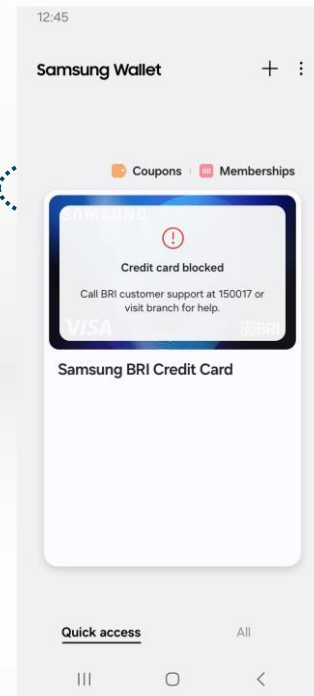 12:45
Samsung Wallet
Coupons
Memberships
SAMSUNG
Credit card blocked
Call BRI customer support at 150017 or
visit branch for help.
VISA
BRI
Samsung BRI Credit Card
Quick access
All